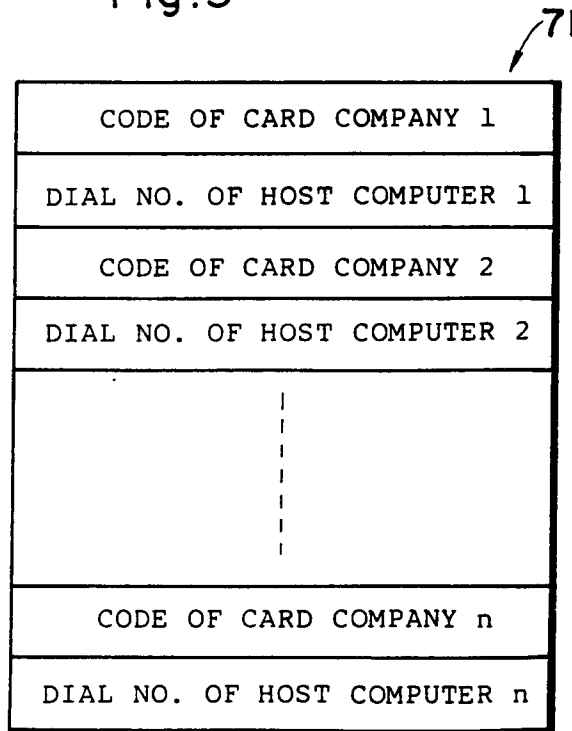 CODE OF CARD COMPANY 1
DIAL NO. OF HOST COMPUTER 1
CODE OF CARD COMPANY 2
DIAL NO. OF HOST COMPUTER 2
CODE OF CARD COMPANY n
DIAL NO. OF HOST COMPUTER n